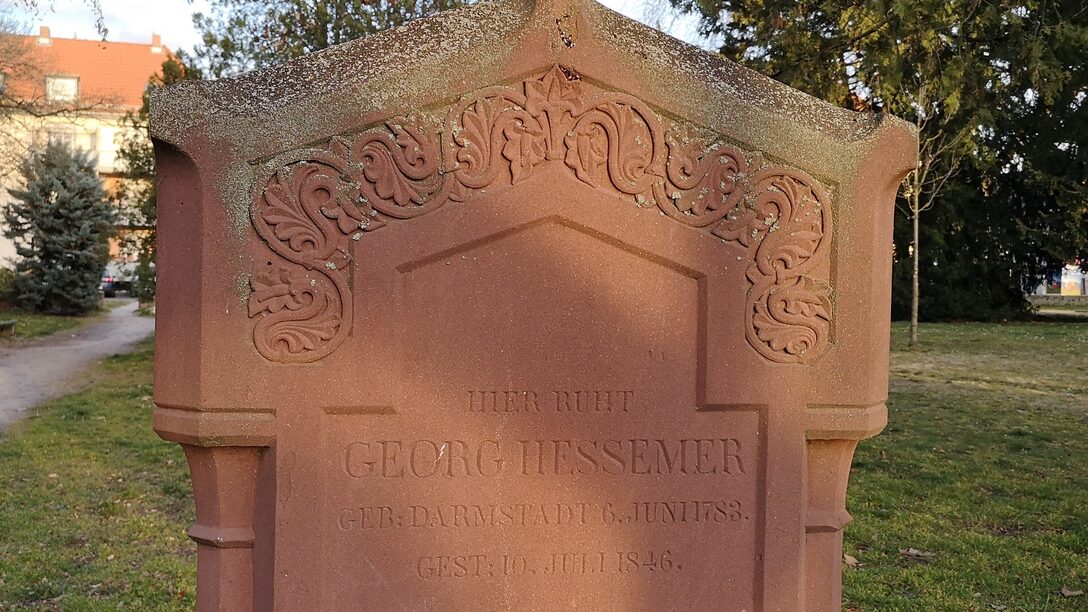 HIER RUHT
GEORG HESSEMER
GEB: DARMSTADT 6. JUNI 1783.
GEST: 10. JULI 1846.